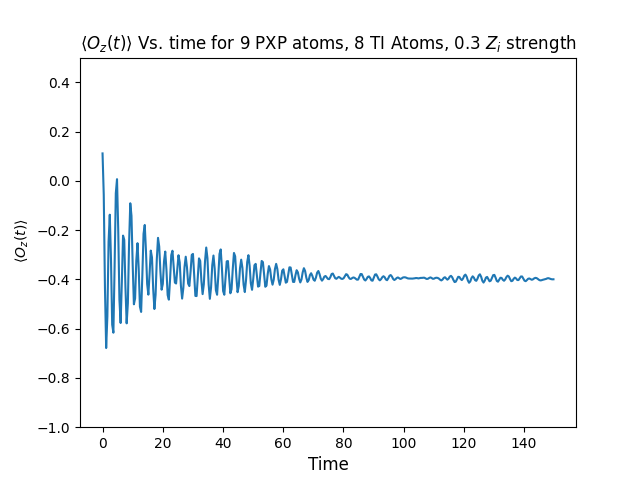 ⟨O_z(t)⟩ Vs. time for 9 PXP atoms, 8 TI Atoms, 0.3 Z_i strength
0.4
0.2
0.0
−0.2
−0.4
−0.6
−0.8
−1.0
⟨O_z(t)⟩
0 20 40 60 80 100 120 140
Time